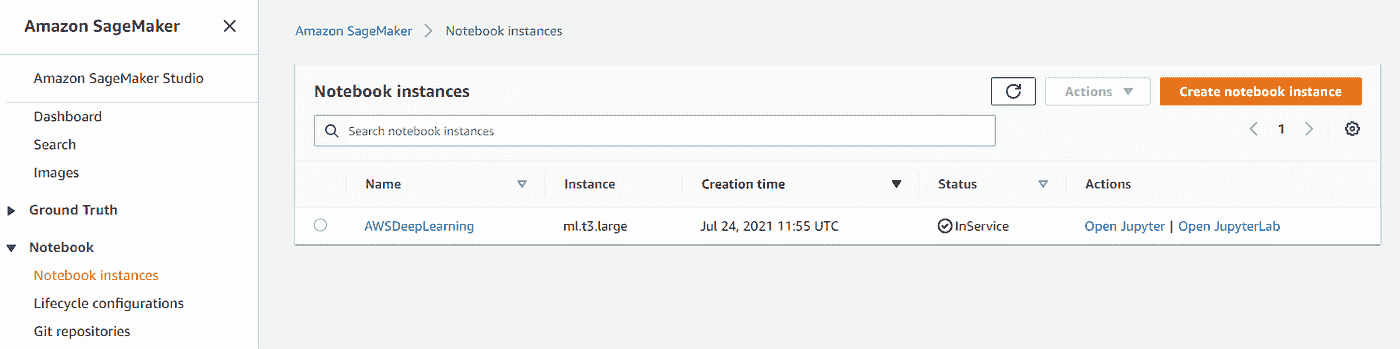 Amazon SageMaker
Amazon SageMaker Studio
Dashboard
Search
Images
Ground Truth
Notebook
Notebook instances
Lifecycle configurations
Git repositories
Amazon SageMaker Notebook instances
Notebook instances
Actions
Create notebook instance
Search notebook instances
1
Name Instance Creation time Status Actions
AWSDeepLearning ml.t3.large Jul 24, 2021 11:55 UTC InService Open Jupyter | Open JupyterLab